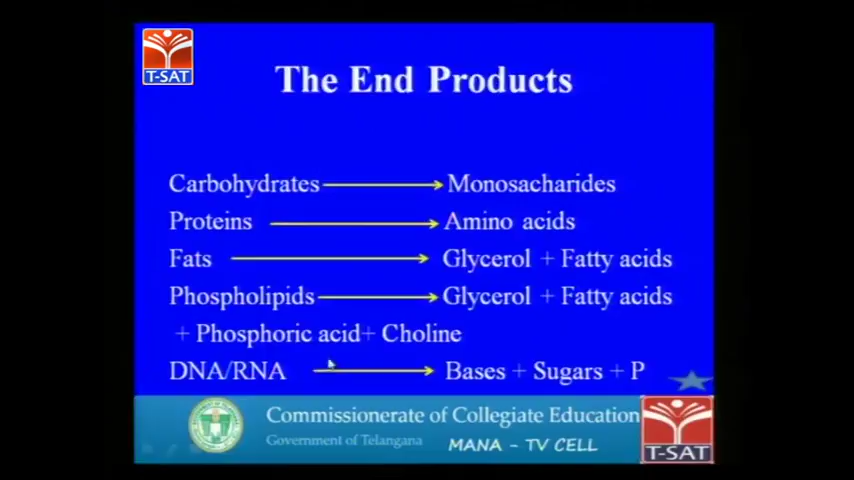 T-SAT
The End Products
Carbohydrates Monosacharides
Proteins Amino acids
Fats Glycerol + Fatty acids
Phospholipids Glycerol + Fatty acids
+ Phosphoric acid+ Choline
DNA/RNA Bases + Sugars + P
Commissionerate of Collegiate Education
Government of Telangana MANA - TV CELL
T-SAT